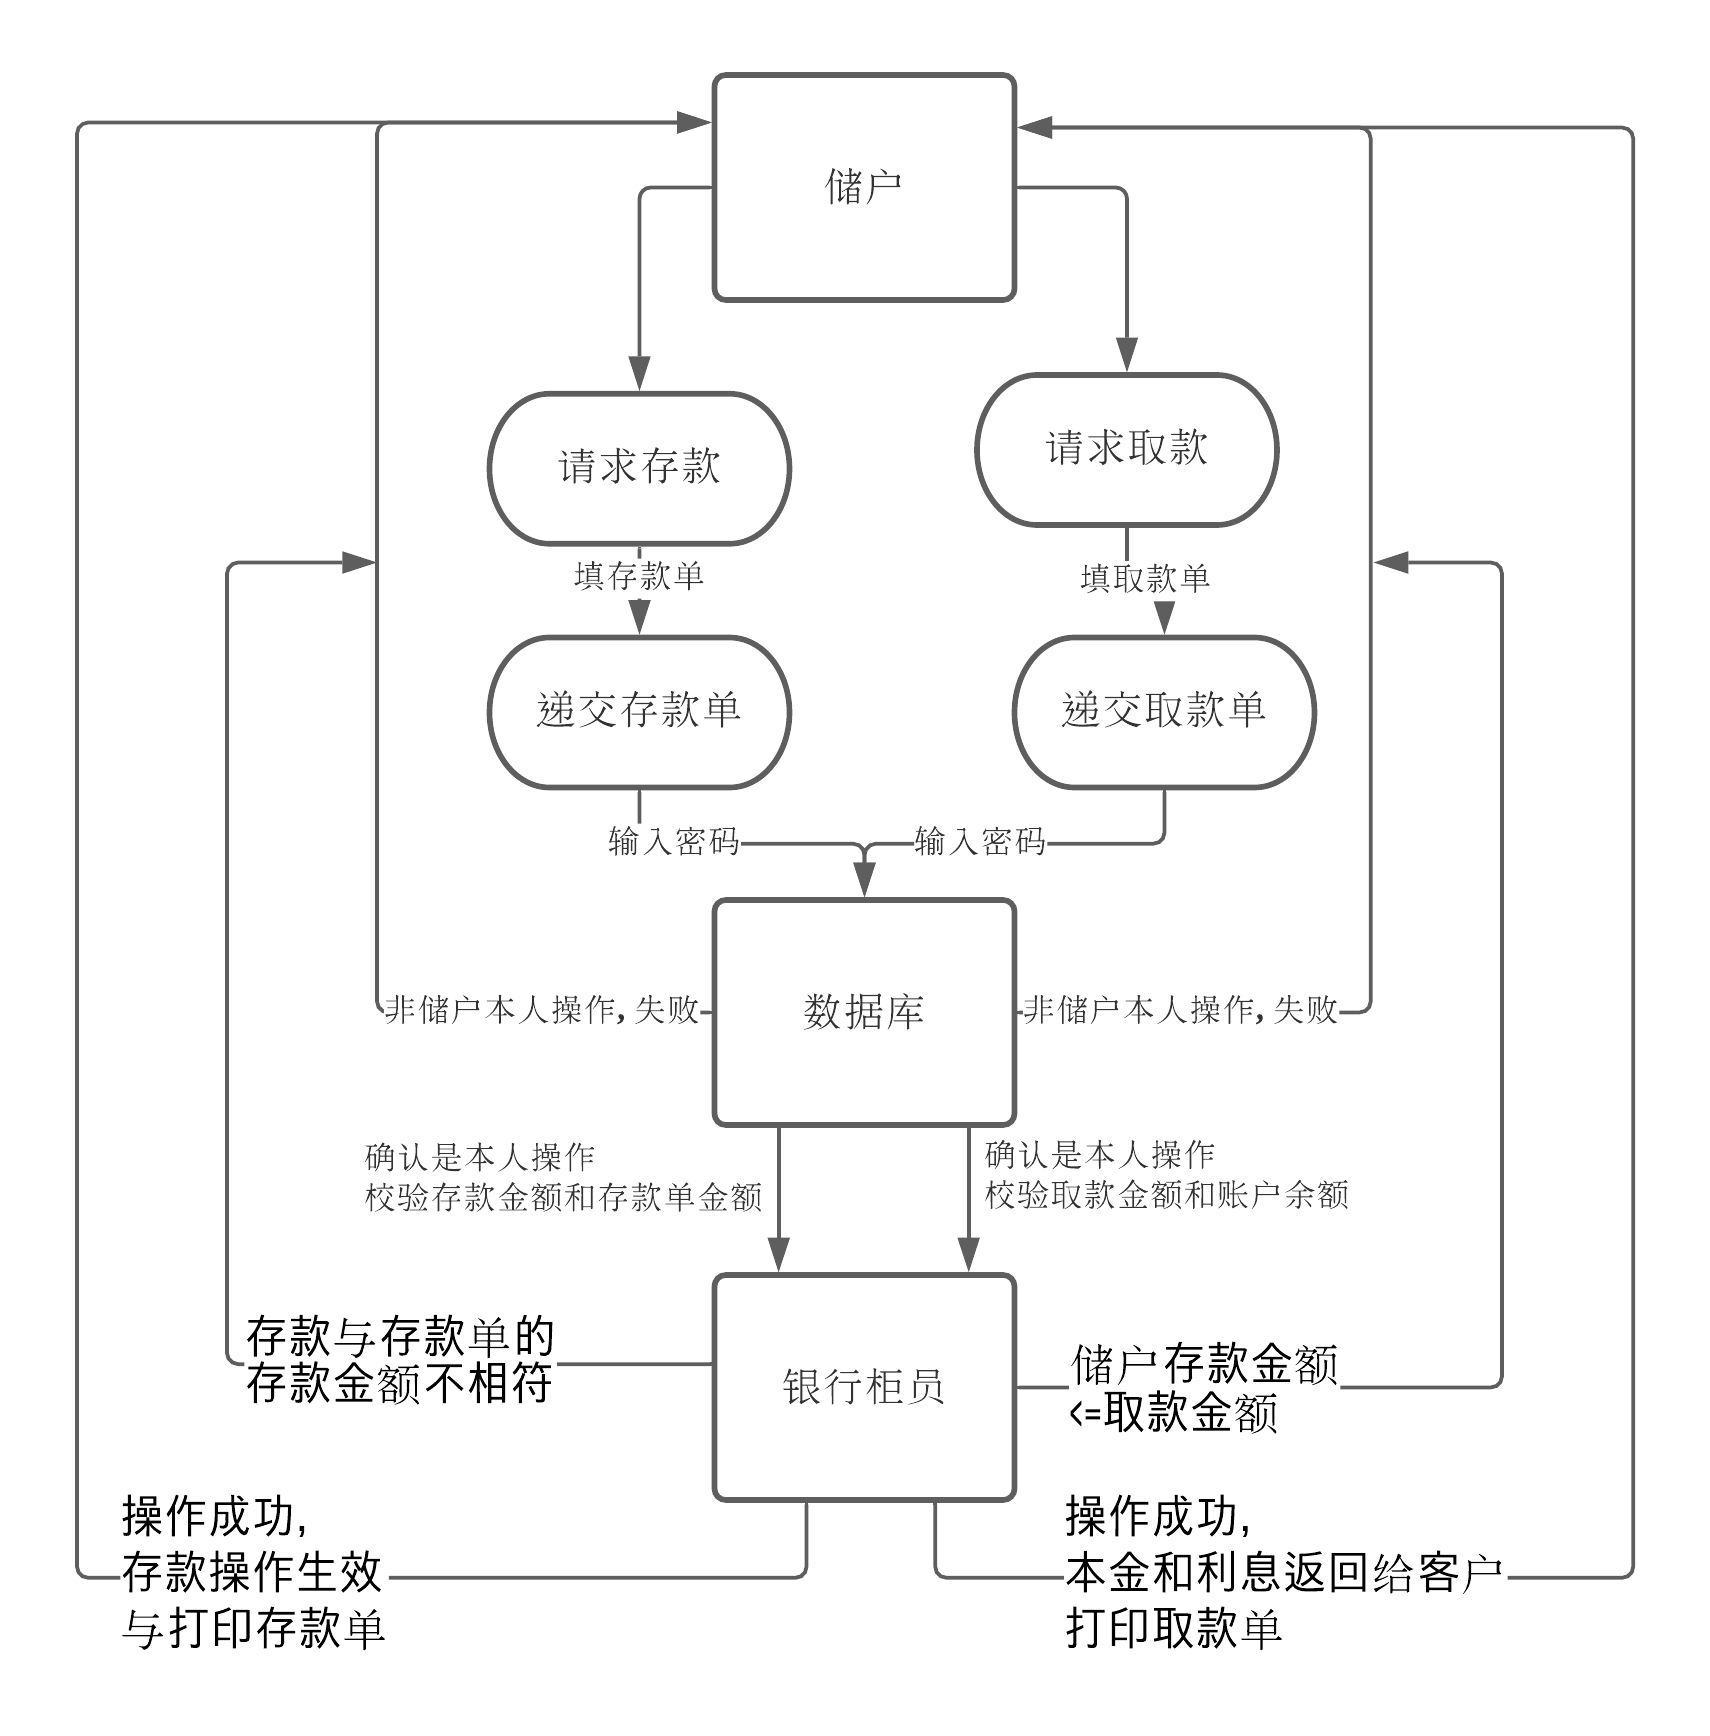 储户
请求存款
请求取款
填存款单
填取款单
递交存款单
递交取款单
输入密码
输入密码
非储户本人操作,失败
数据库
非储户本人操作,失败
确认是本人操作
校验存款金额和存款单金额
确认是本人操作
校验取款金额和账户余额
存款与存款单的
存款金额不相符
银行柜员
储户存款金额
<=取款金额
操作成功,
存款操作生效
与打印存款单
操作成功,
本金和利息返回给客户
打印取款单